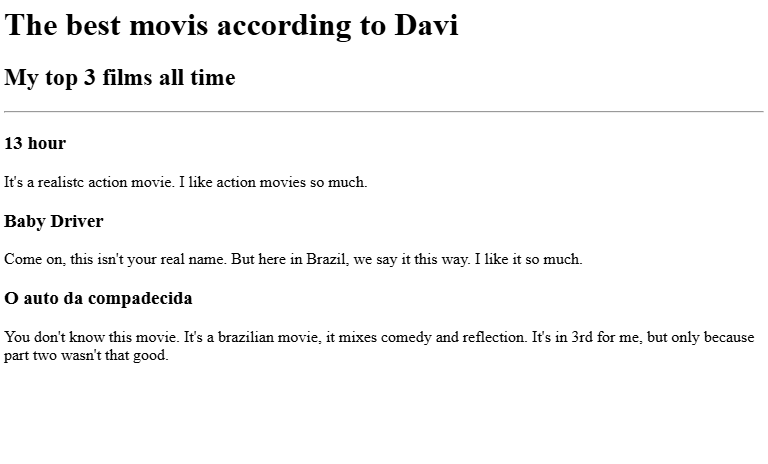 The best movis according to Davi
My top 3 films all time
13 hour
It's a realistc action movie. I like action movies so much.
Baby Driver
Come on, this isn't your real name. But here in Brazil, we say it this way. I like it so much.
O auto da compadecida
You don't know this movie. It's a brazilian movie, it mixes comedy and reflection. It's in 3rd for me, but only because
part two wasn't that good.